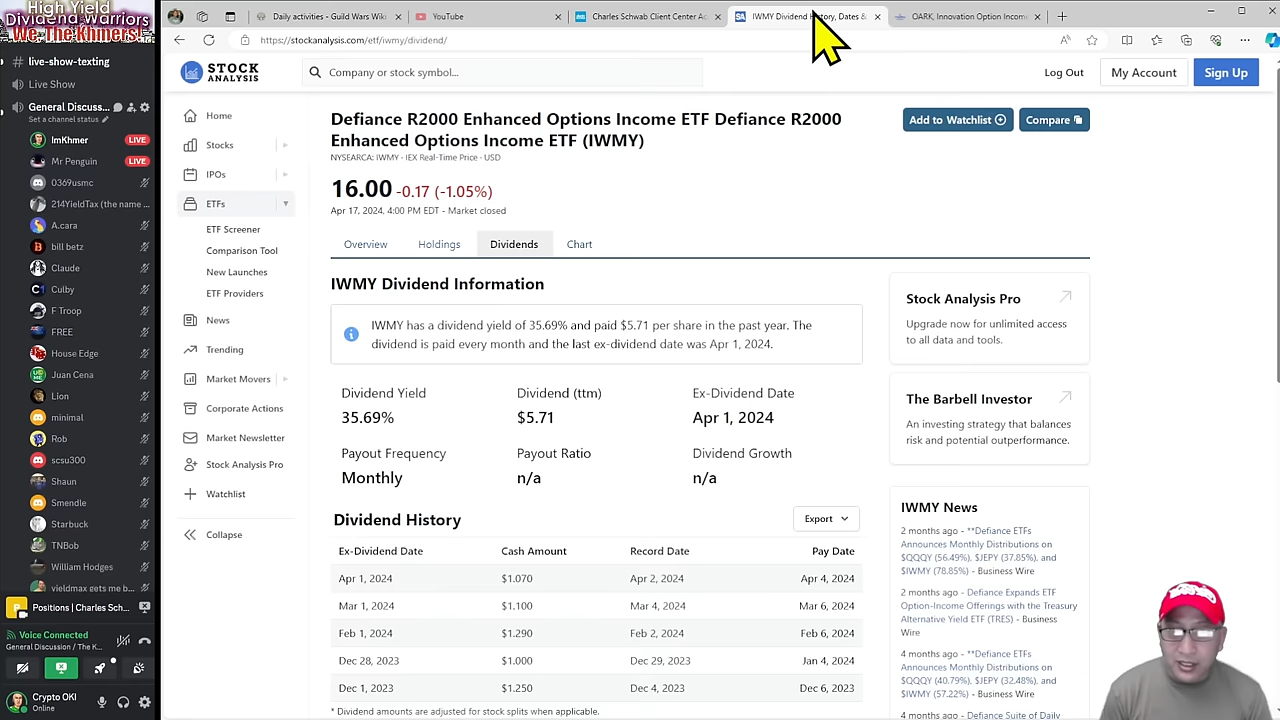 High Yield
Dividend Warriors
We The Khmers!
# live-show-texting
Live Show
General Discuss...
Set a channel status
ImKhmer LIVE
Mr Penguin LIVE
0369usmc
214YieldTax (the name ...
A.cara
bill betz
Claude
Culby
F Troop
FREE
House Edge
Juan Cena
Lion
minimal
Rob
scsu300
Shaun
Smendle
Starbuck
TNBob
William Hodges
vieldmax gets me b...
Positions | Charles Sch...
Voice Connected
General Discussion / The K...
Crypto OKI
Online
Daily activities - Guild Wars Wiki
YouTube
Charles Schwab Client Center Ac
IWMY Dividend History, Dates &
OARK, Innovation Option Income
https://stockanalysis.com/etf/iwmy/dividend/
STOCK
ANALYSIS
Company or stock symbol...
Log Out
My Account
Sign Up
Home
Stocks
IPOs
ETFs
ETF Screener
Comparison Tool
New Launches
ETF Providers
News
Trending
Market Movers
Corporate Actions
Market Newsletter
Stock Analysis Pro
Watchlist
Collapse
Defiance R2000 Enhanced Options Income ETF Defiance R2000
Enhanced Options Income ETF (IWMY)
NYSEARCA: IWMY · IEX Real-Time Price · USD
Add to Watchlist
Compare
16.00 -0.17 (-1.05%)
Apr 17, 2024, 4:00 PM EDT - Market closed
Overview
Holdings
Dividends
Chart
IWMY Dividend Information
IWMY has a dividend yield of 35.69% and paid $5.71 per share in the past year. The
dividend is paid every month and the last ex-dividend date was Apr 1, 2024.
Dividend Yield Dividend (ttm) Ex-Dividend Date
35.69% $5.71 Apr 1, 2024
Payout Frequency Payout Ratio Dividend Growth
Monthly n/a n/a
Dividend History
Export
Ex-Dividend Date Cash Amount Record Date Pay Date
Apr 1, 2024 $1.070 Apr 2, 2024 Apr 4, 2024
Mar 1, 2024 $1.100 Mar 4, 2024 Mar 6, 2024
Feb 1, 2024 $1.290 Feb 2, 2024 Feb 6, 2024
Dec 28, 2023 $1.000 Dec 29, 2023 Jan 4, 2024
Dec 1, 2023 $1.250 Dec 4, 2023 Dec 6, 2023
* Dividend amounts are adjusted for stock splits when applicable.
Stock Analysis Pro
Upgrade now for unlimited access
to all data and tools.
The Barbell Investor
An investing strategy that balances
risk and potential outperformance.
IWMY News
2 months ago - **Defiance ETFs
Announces Monthly Distributions on
$QQQY (56.49%), $JEPY (37.85%), and
$IWMY (78.85%) - Business Wire
2 months ago - Defiance Expands ETF
Option-Income Offerings with the Treasury
Alternative Yield ETF (TRES) - Business
Wire
4 months ago - **Defiance ETFs
Announces Monthly Distributions on
$QQQY (40.79%), $JEPY (32.48%), and
$IWMY (57.22%) - Business Wire
4 months ago - Defiance Suite of Daily